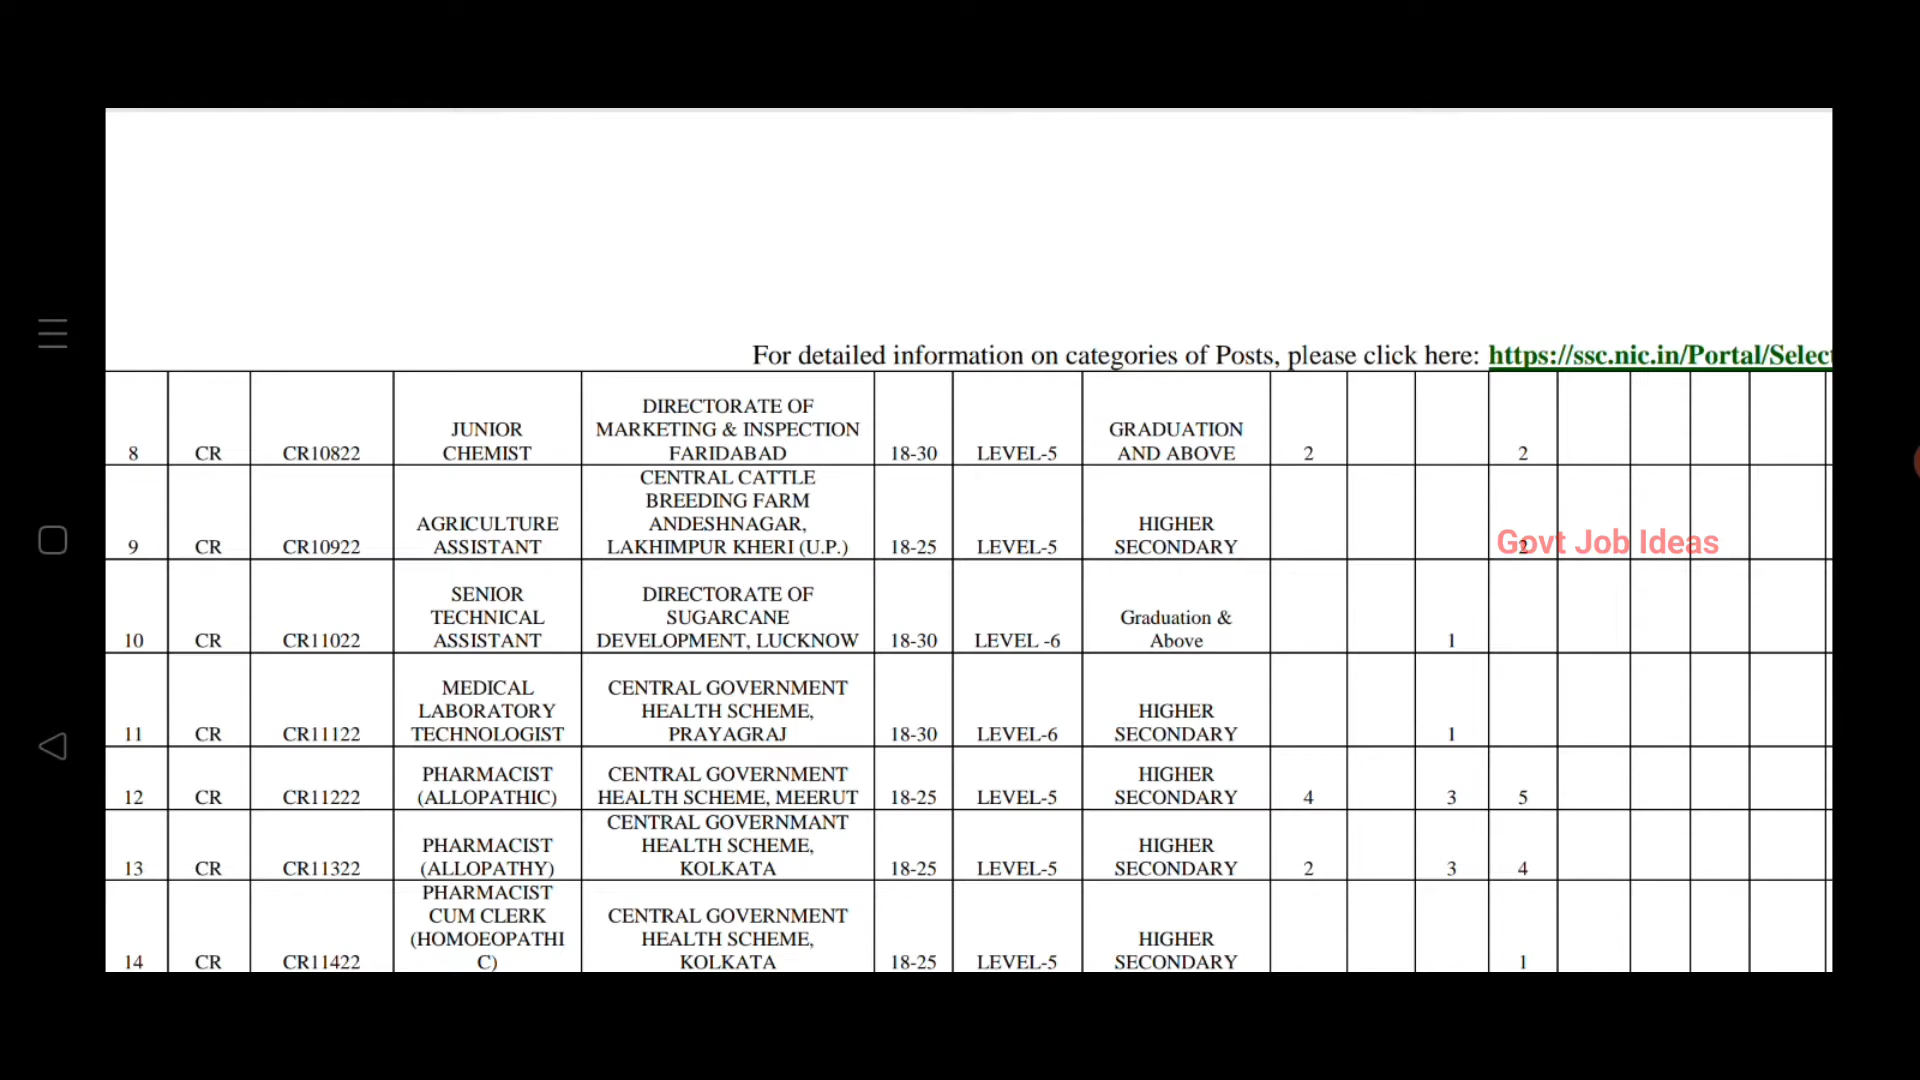 For detailed information on categories of Posts, please click here: https://ssc.nic.in/Portal/Select
8 CR CR10822 JUNIOR CHEMIST DIRECTORATE OF MARKETING & INSPECTION FARIDABAD 18-30 LEVEL-5 GRADUATION AND ABOVE 2 2
9 CR CR10922 AGRICULTURE ASSISTANT CENTRAL CATTLE BREEDING FARM ANDESHNAGAR, LAKHIMPUR KHERI (U.P.) 18-25 LEVEL-5 HIGHER SECONDARY 2
Govt Job Ideas
10 CR CR11022 SENIOR TECHNICAL ASSISTANT DIRECTORATE OF SUGARCANE DEVELOPMENT, LUCKNOW 18-30 LEVEL -6 Graduation & Above 1
11 CR CR11122 MEDICAL LABORATORY TECHNOLOGIST CENTRAL GOVERNMENT HEALTH SCHEME, PRAYAGRAJ 18-30 LEVEL-6 HIGHER SECONDARY 1
12 CR CR11222 PHARMACIST (ALLOPATHIC) CENTRAL GOVERNMENT HEALTH SCHEME, MEERUT 18-25 LEVEL-5 HIGHER SECONDARY 4 3 5
13 CR CR11322 PHARMACIST (ALLOPATHY) CENTRAL GOVERNMANT HEALTH SCHEME, KOLKATA 18-25 LEVEL-5 HIGHER SECONDARY 2 3 4
14 CR CR11422 PHARMACIST CUM CLERK (HOMOEOPATHI C) CENTRAL GOVERNMENT HEALTH SCHEME, KOLKATA 18-25 LEVEL-5 HIGHER SECONDARY 1